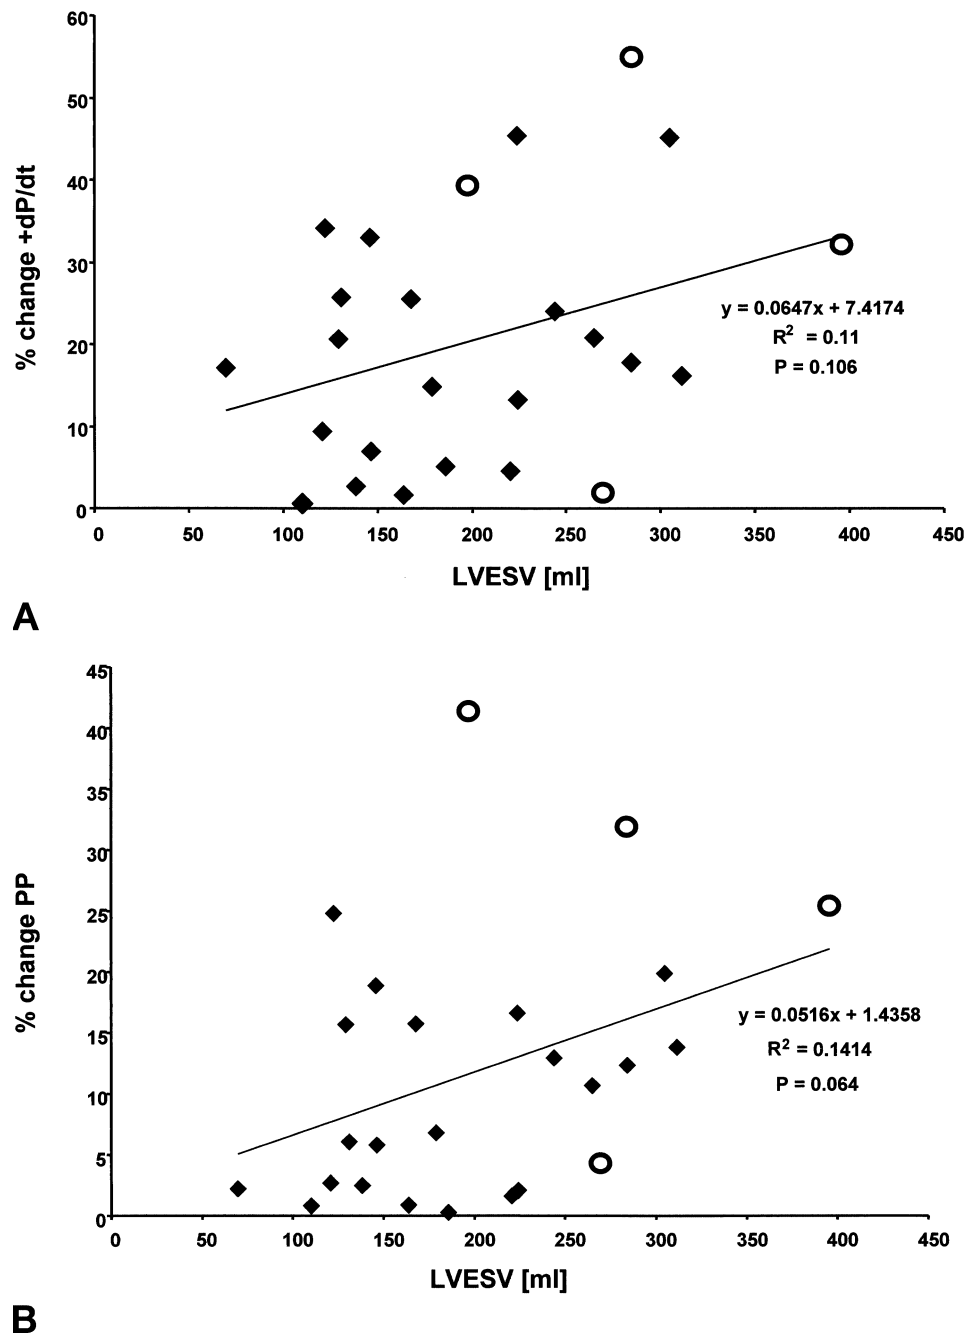 60
50
40
30
20
10
0
% change +dP/dt
y = 0.0647x + 7.4174
R² = 0.11
P = 0.106
0 50 100 150 200 250 300 350 400 450
LVESV [ml]
A
45
40
35
30
25
20
15
10
5
0
% change PP
y = 0.0516x + 1.4358
R² = 0.1414
P = 0.064
0 50 100 150 200 250 300 350 400 450
LVESV [ml]
B